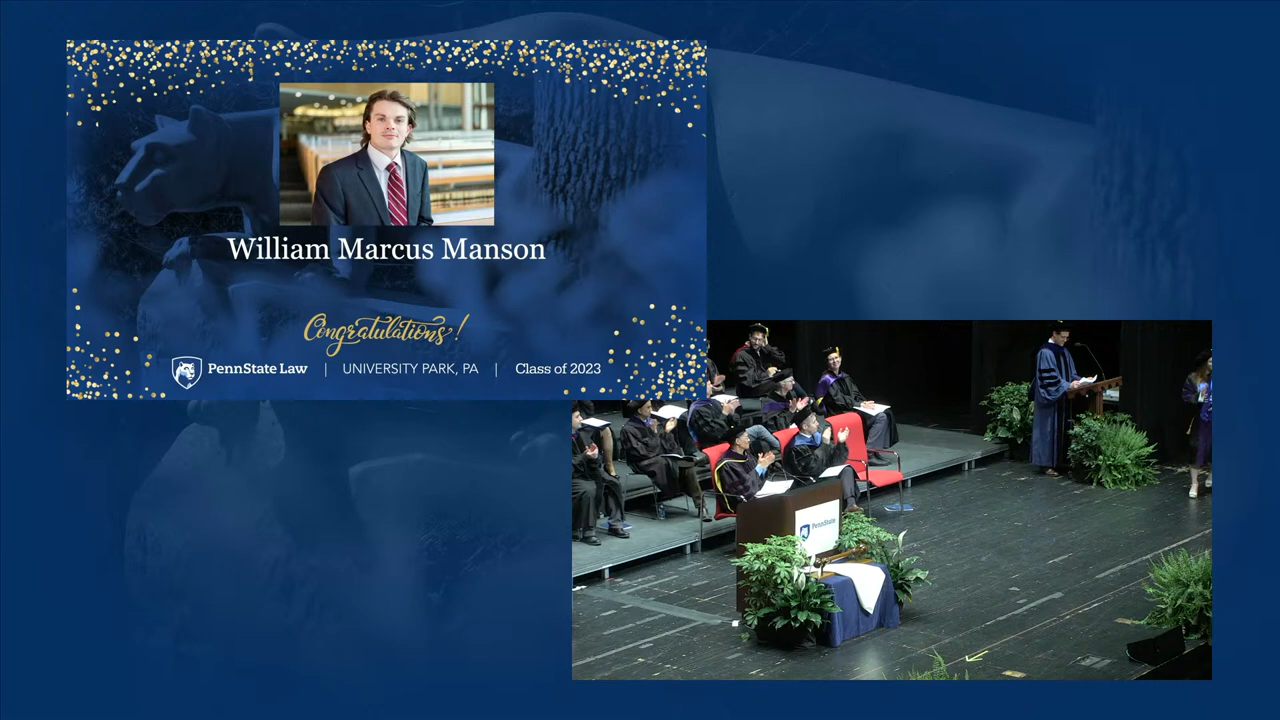 William Marcus Manson
Congratulations!
PennState Law | UNIVERSITY PARK, PA | Class of 2023
PennState